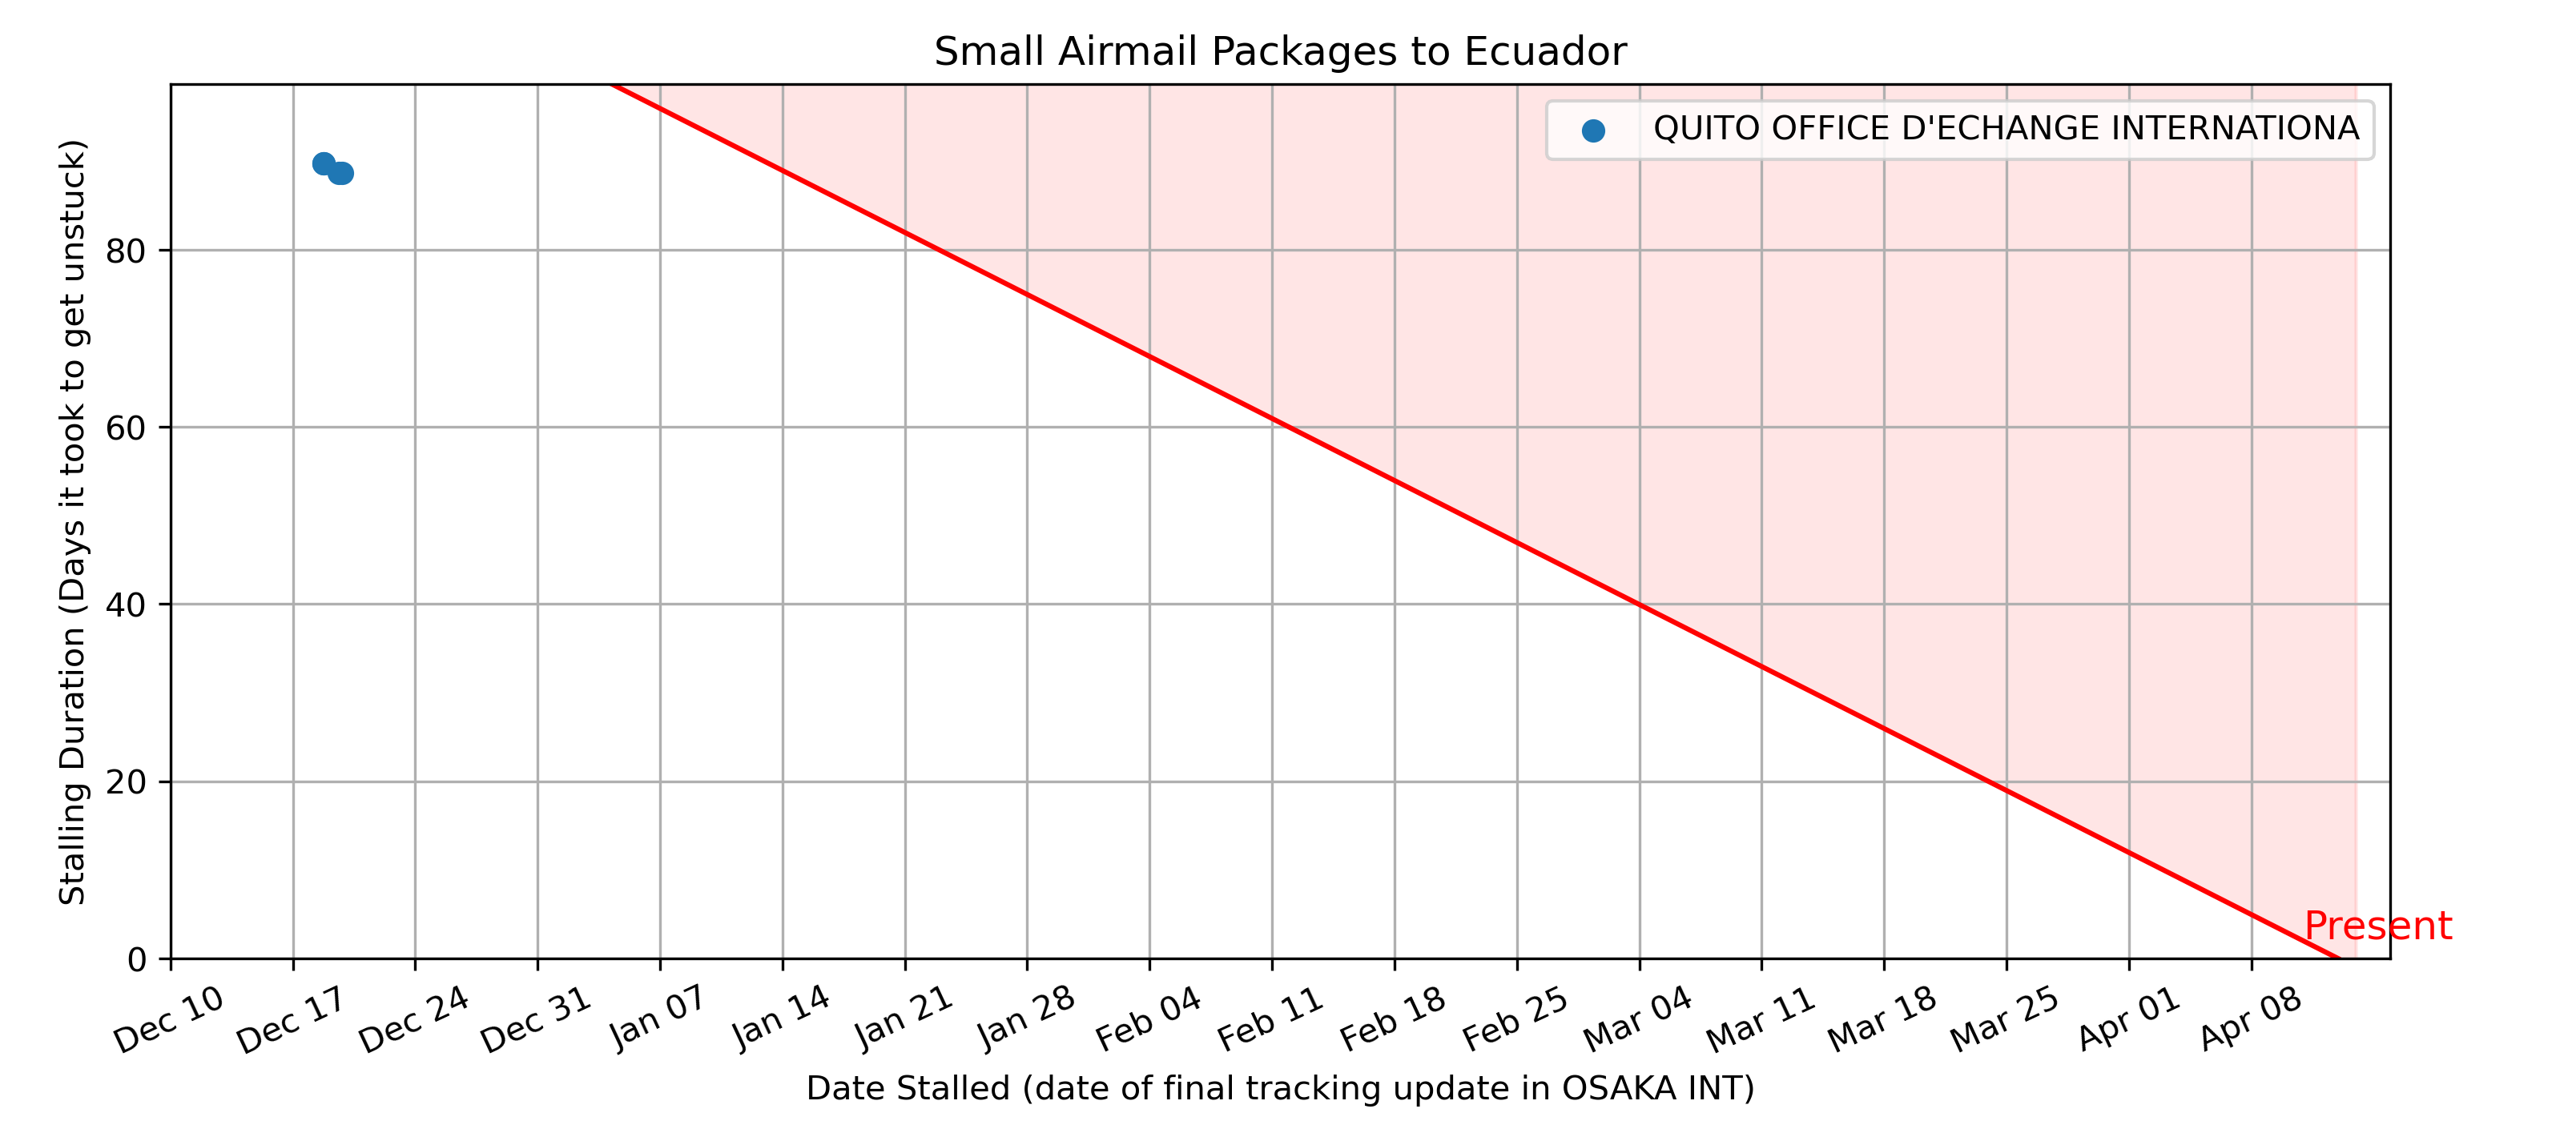 Small Airmail Packages to Ecuador
QUITO OFFICE D'ECHANGE INTERNATIONA
Stalling Duration (Days it took to get unstuck)
80
60
40
20
0
Present
Dec 10 Dec 17 Dec 24 Dec 31 Jan 07 Jan 14 Jan 21 Jan 28 Feb 04 Feb 11 Feb 18 Feb 25 Mar 04 Mar 11 Mar 18 Mar 25 Apr 01 Apr 08
Date Stalled (date of final tracking update in OSAKA INT)